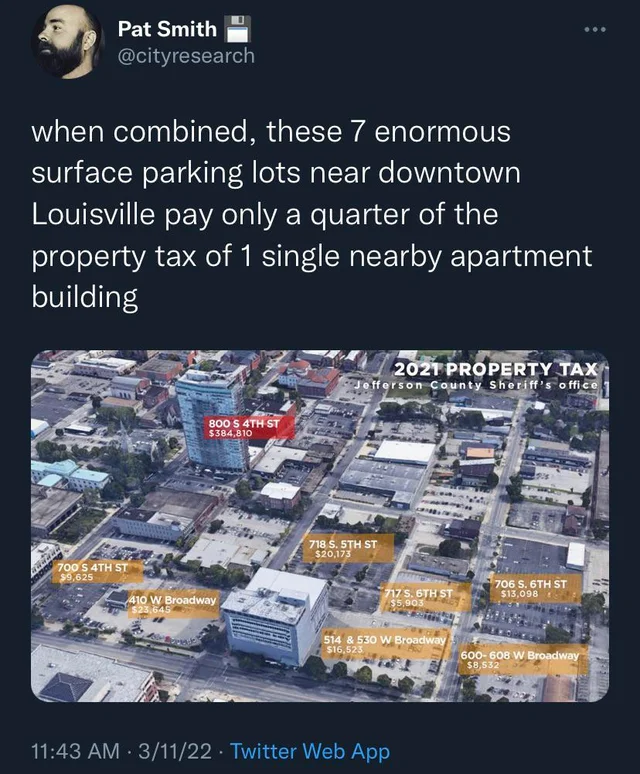 Pat Smith 💾
@cityresearch
when combined, these 7 enormous
surface parking lots near downtown
Louisville pay only a quarter of the
property tax of 1 single nearby apartment
building
2021 PROPERTY TAX
Jefferson County Sheriff's office
800 S 4TH ST
$384,810
718 S. 5TH ST
$20,173
700 S 4TH ST
$9,625
410 W Broadway
$23,645
717 S. 6TH ST
$5,903
706 S. 6TH ST
$13,098
514 & 530 W Broadway
$16,523
600-608 W Broadway
$8,532
11:43 AM · 3/11/22 · Twitter Web App